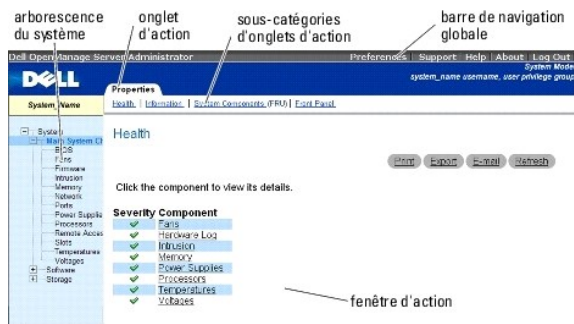 arborescence
du système
onglet
d'action
sous-catégories
d'onglets d'action
barre de navigation
globale
Dell OpenManage Server Administrator
Preferences | Support | Help | About | Log Out
DELL
System Mode
system_name username, user privilege group
System_Name
Properties
Health | Information | System Components (FRU) | Front Panel
System
Main System Ch
BIOS
Fans
Firmware
Intrusion
Memory
Network
Ports
Power Supplie
Processors
Remote Acces
Slots
Temperatures
Voltages
Software
Storage
Health
Print Export E-mail Refresh
Click the component to view its details.
Severity Component
Fans
Hardware Log
Intrusion
Memory
Power Supplies
Processors
Temperatures
Voltages
fenêtre d'action